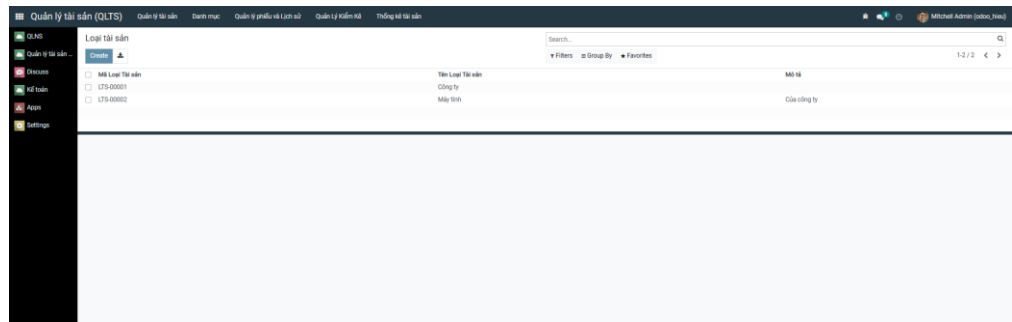 Quản lý tài sản (QLTS) Quản lý tài sản Danh mục Quản lý phiếu và Lịch sử Quản Lý Kiểm Kê Thống kê tài sản Mitchell Admin (odoo_hieu)
QLNS
Quản lý tài sản ...
Discuss
Kế toán
Apps
Settings
Loại tài sản
Search...
Create
Filters Group By Favorites
1-2 / 2
Mã Loại Tài sản Tên Loại Tài sản Mô tả
LTS-00001 Công ty
LTS-00002 Máy tính Của công ty